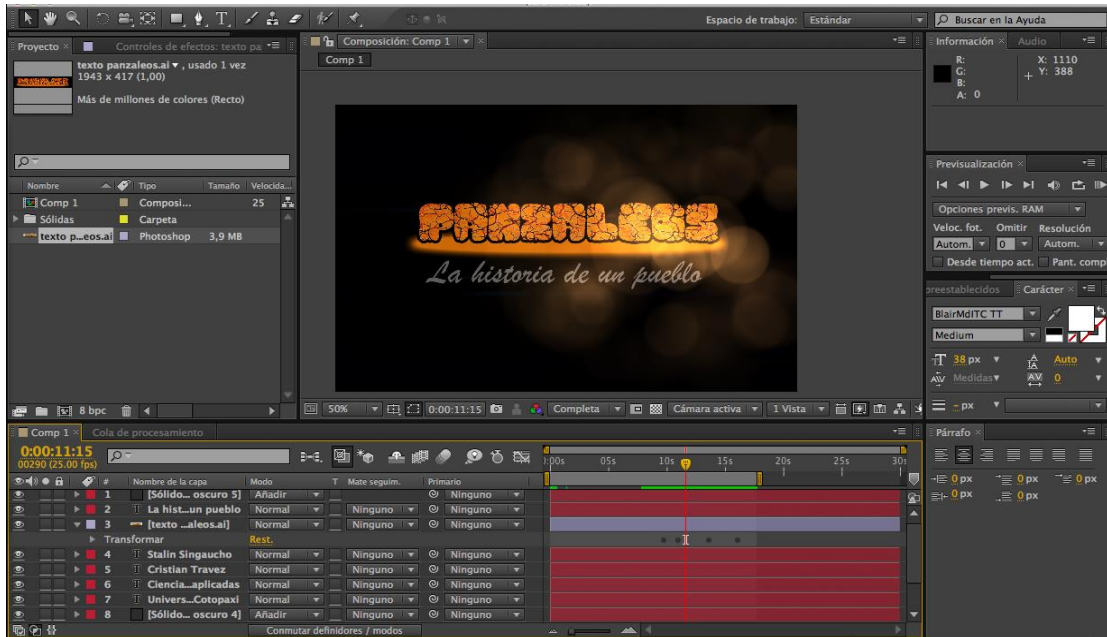 Espacio de trabajo: Estándar
Buscar en la Ayuda
Proyecto
Controles de efectos: texto pa
texto panzaleos.ai , usado 1 vez
1943 x 417 (1,00)
Más de millones de colores (Recto)
Nombre Tipo Tamaño Velocida...
Comp 1 Composi... 25
Sólidas Carpeta
texto p...eos.ai Photoshop 3,9 MB
8 bpc
Composición: Comp 1
Comp 1
PANZALEOS
La historia de un pueblo
50% 0:00:11:15 Completa Cámara activa 1 Vista
Información Audio
R: X: 1110
G: Y: 388
B:
A: 0
Previsualización
Opciones previs. RAM
Veloc. fot. Omitir Resolución
Autom. 0 Autom.
Desde tiempo act. Pant. compl
preestablecidos Carácter
BlairMdITC TT
Medium
38 px Auto
Medidas 0
- px
Párrafo
0 px 0 px 0 px
0 px 0 px
Comp 1 Cola de procesamiento
0:00:11:15
00290 (25.00 fps)
):00s 05s 10s 15s 20s 25s 30s
# Nombre de la capa Modo T Mate seguim. Primario
1 [Sólido... oscuro 5] Añadir Ninguno
2 La hist...un pueblo Normal Ninguno Ninguno
3 [texto ...aleos.ai] Normal Ninguno Ninguno
Transformar Rest.
4 Stalin Singaucho Normal Ninguno Ninguno
5 Cristian Travez Normal Ninguno Ninguno
6 Ciencia...aplicadas Normal Ninguno Ninguno
7 Univers...Cotopaxi Normal Ninguno Ninguno
8 [Sólido... oscuro 4] Añadir Ninguno Ninguno
Conmutar definidores / modos